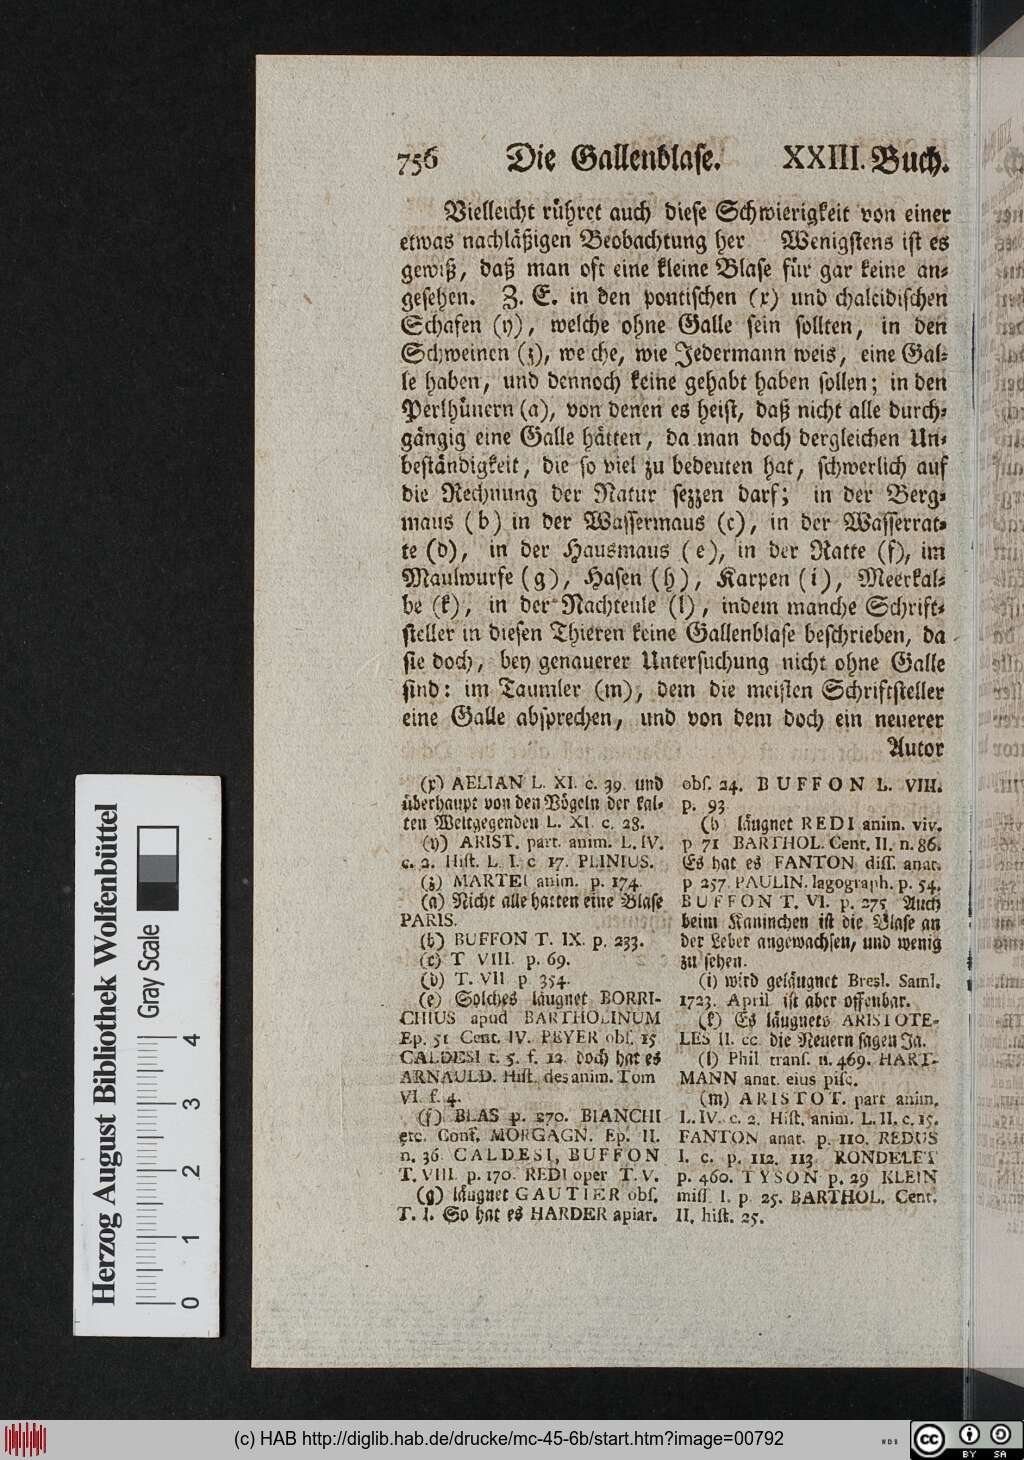 756 Die Gallenblase. XXIII. Buch.
Vielleicht rühret auch diese Schwierigkeit von einer
etwas nachläßigen Beobachtung her Wenigstens ist es
gewiß, daß man oft eine kleine Blase für gar keine an-
gesehen. Z. E. in den pontischen (x) und chalcidischen
Schafen (y), welche ohne Galle sein sollten, in den
Schweinen (z), we che, wie Jedermann weis, eine Gal-
le haben, und dennoch keine gehabt haben sollen; in den
Perlhünern (a), von denen es heist, daß nicht alle durch-
gängig eine Galle hätten, da man doch dergleichen Un-
beständigkeit, die so viel zu bedeuten hat, schwerlich auf
die Rechnung der Natur sezzen darf; in der Berg-
maus (b) in der Wassermaus (c), in der Wasserrat-
te (d), in der Hausmaus (e), in der Ratte (f), im
Maulwurfe (g), Hasen (h), Karpen (i), Meerkal-
be (k), in der Nachteule (l), indem manche Schrift-
steller in diesen Thieren keine Gallenblase beschrieben, da
sie doch, bey genauerer Untersuchung nicht ohne Galle
sind: im Taumler (m), dem die meisten Schriftsteller
eine Galle absprechen, und von dem doch ein neuerer
Autor
(x) AELIAN L. XI. c. 39. und
überhaupt von den Vögeln der kal-
ten Weltgegenden L. XI. c. 28.
(y) ARIST. part. anim. L. IV.
c. 2. Hist. L. I. c 17. PLINIUS.
(z) MARTEI anim. p. 174.
(a) Nicht alle hatten eine Blase
PARIS.
(b) BUFFON T. IX. p. 233.
(c) T VIII. p. 69.
(d) T. VII p 354.
(e) Solches läugnet BORRI-
CHIUS apud BARTHOLINUM
Ep. 51 Cent. IV. PEYER obs. 15
CALDESI t. 5. f. 12. doch hat es
ARNAULD. Hist. des anim. Tom
VI. f. 4.
(f) BLAS p. 270. BIANCHI
etc. Conf. MORGAGN. Ep. II.
n. 36. CALDESI, BUFFON
T. VIII. p. 170. REDI oper T. V.
(g) läugnet GAUTIER obs.
T. I. So hat es HARDER apiar.
obs. 24. BUFFON L. VIII.
p. 93
(h läugnet REDI anim. viv.
p 71 BARTHOL. Cent. II. n. 86.
Es hat es FANTON diss. anat.
p 257. PAULIN. lagograph. p. 54.
BUFFON T. VI. p. 275 Auch
beim Kaninchen ist die Blase an
der Leber angewachsen, und wenig
zu sehen.
(i) wird geläugnet Bresl. Saml.
1723. April. ist aber offenbar.
(k) Es läugnets ARISTOTE-
LES II. cc. die Neuern sagen Ja.
(l) Phil trans. n. 469. HART-
MANN anat. eius pisc.
(m) ARISTOT. part anim.
L. IV. c. 2. Hist. anim. L. II. c. 15.
FANTON anat. p. 110. REDUS
l. c. p. 112. 113 RONDELET
p. 460. TYSON p. 29 KLEIN
miss. I. p 25. BARTHOL. Cent.
II. hist. 25.
Herzog August Bibliothek Wolfenbüttel
Gray Scale
0 1 2 3 4
(c) HAB http://diglib.hab.de/drucke/mc-45-6b/start.htm?image=00792
WDB
cc BY SA